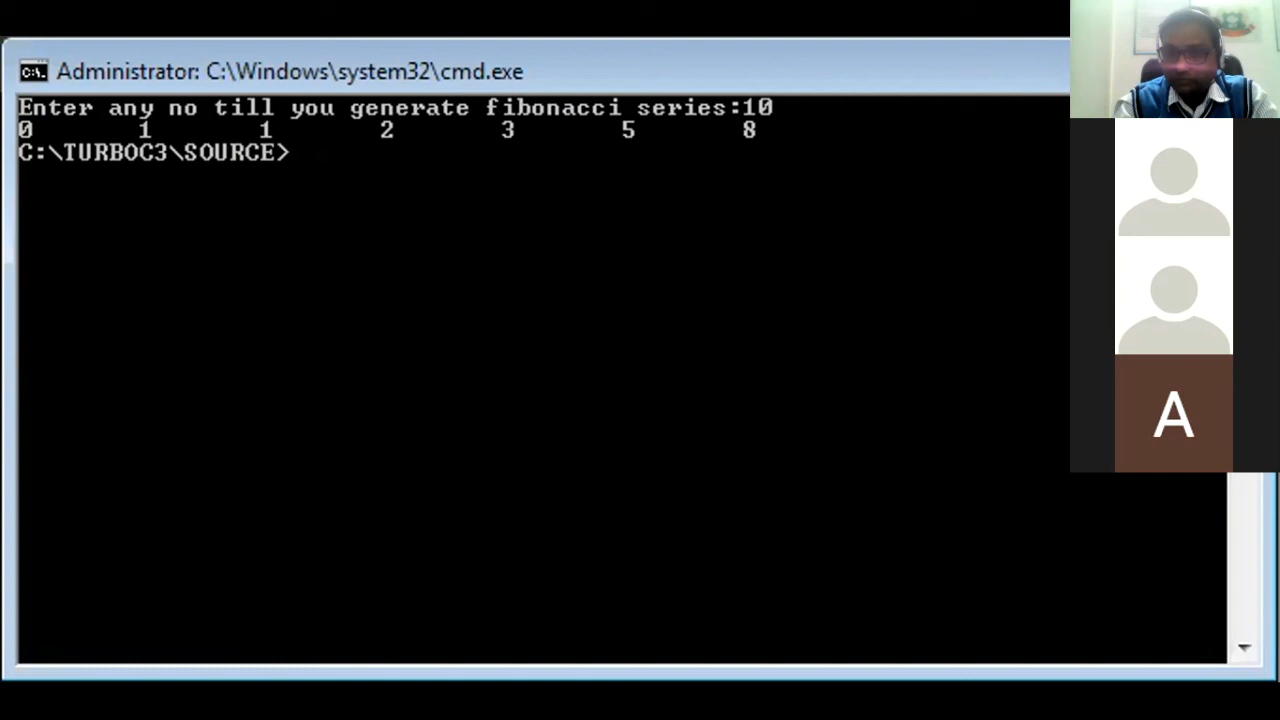 Administrator: C:\Windows\system32\cmd.exe
Enter any no till you generate fibonacci series:10
0 1 1 2 3 5 8
C:\TURBOC3\SOURCE>
A